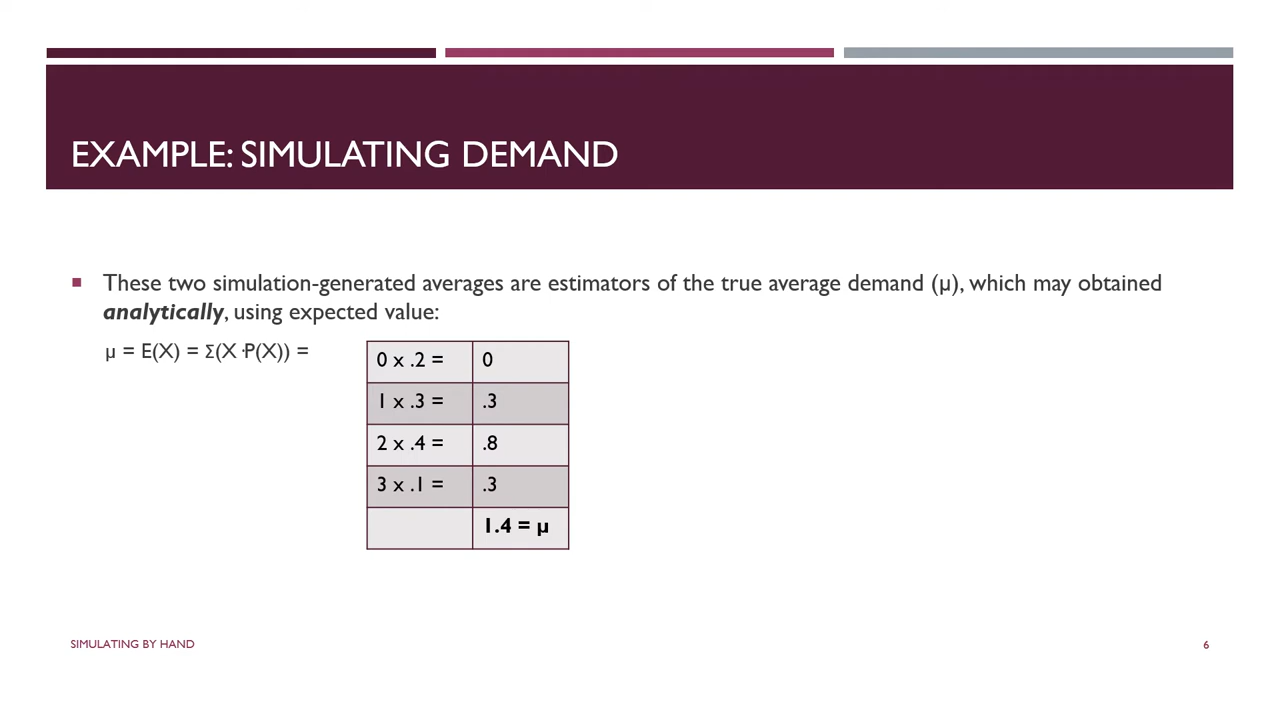 EXAMPLE: SIMULATING DEMAND
These two simulation-generated averages are estimators of the true average demand (µ), which may obtained
analytically, using expected value:
µ = E(X) = Σ(X ·P(X)) =
0 x .2 = 0
1 x .3 = .3
2 x .4 = .8
3 x .1 = .3
1.4 = µ
SIMULATING BY HAND
6